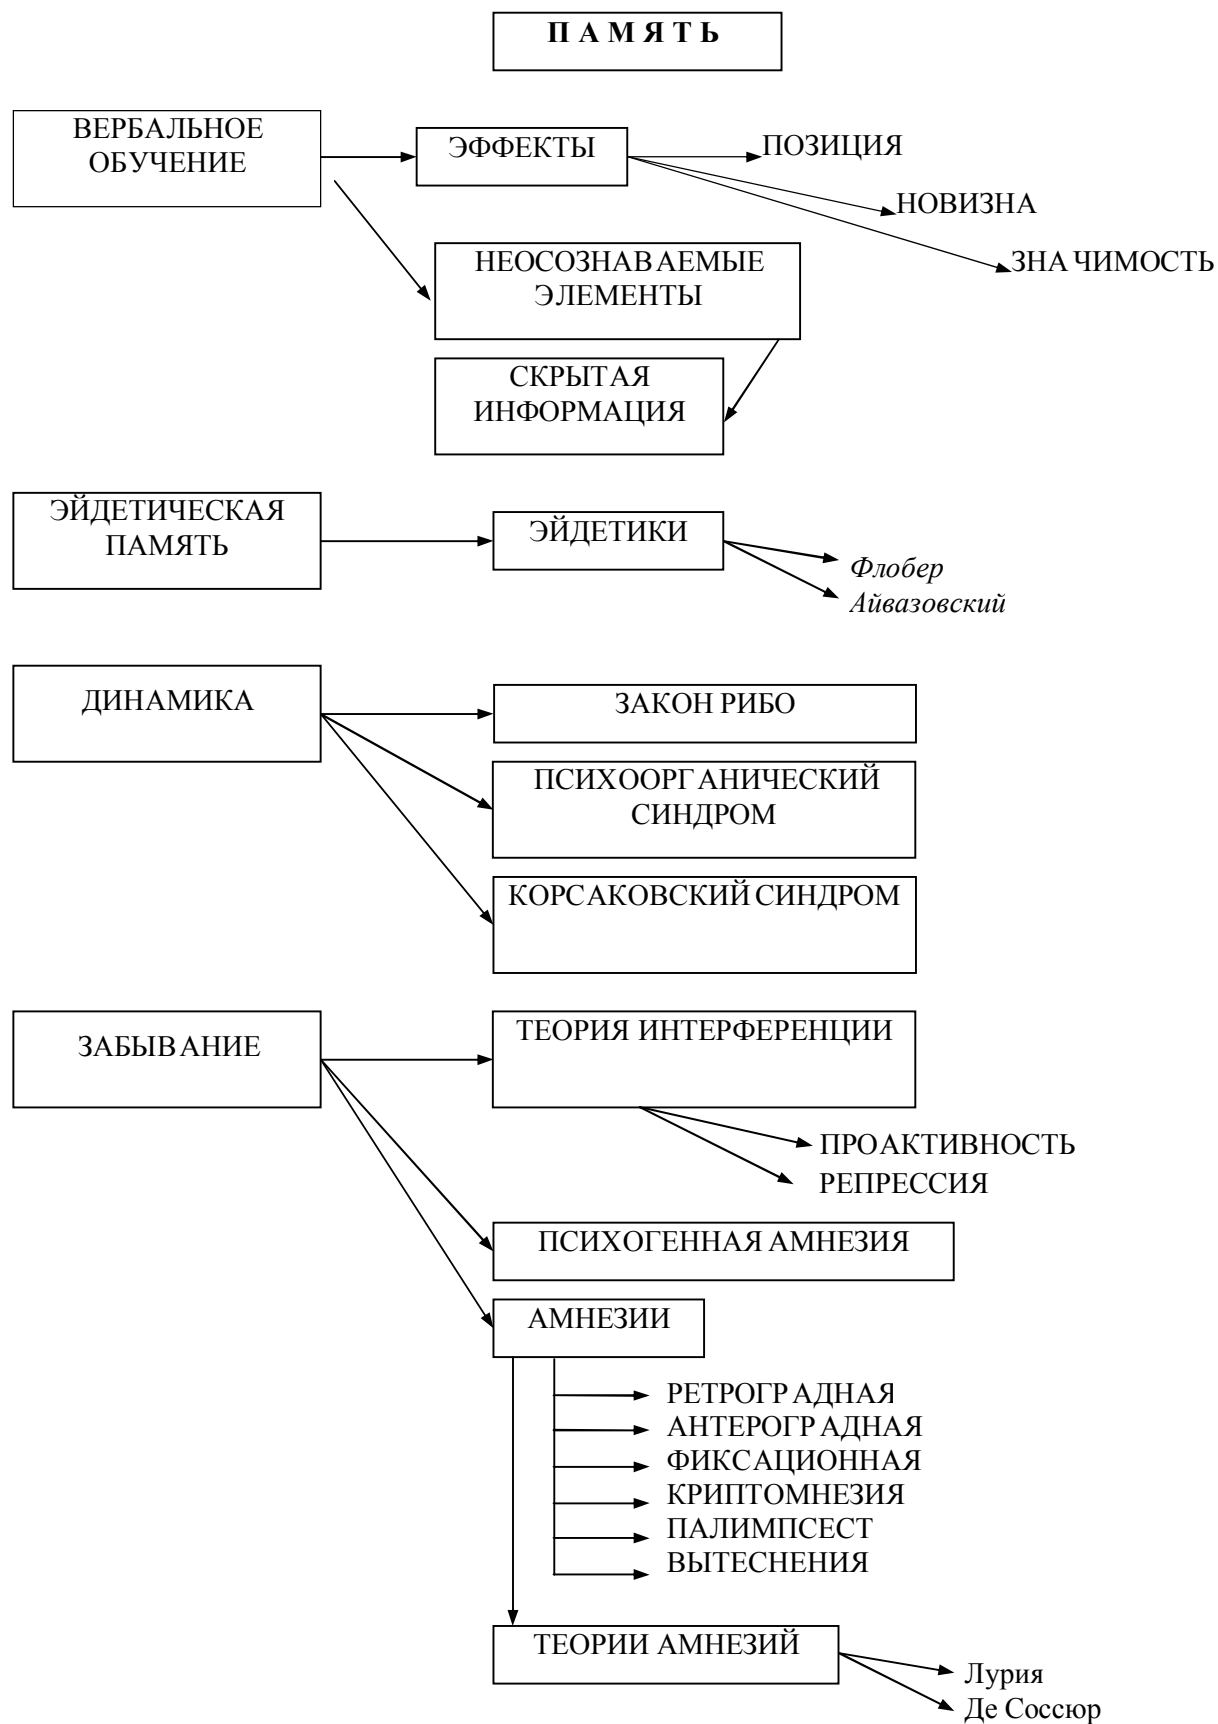 П А М Я Т Ь
ВЕРБАЛЬНОЕ
ОБУЧЕНИЕ
ЭФФЕКТЫ
ПОЗИЦИЯ
НОВИЗНА
ЗНАЧИМОСТЬ
НЕОСОЗНАВАЕМЫЕ
ЭЛЕМЕНТЫ
СКРЫТАЯ
ИНФОРМАЦИЯ
ЭЙДЕТИЧЕСКАЯ
ПАМЯТЬ
ЭЙДЕТИКИ
Флобер
Айвазовский
ДИНАМИКА
ЗАКОН РИБО
ПСИХООРГАНИЧЕСКИЙ
СИНДРОМ
КОРСАКОВСКИЙ СИНДРОМ
ЗАБЫВАНИЕ
ТЕОРИЯ ИНТЕРФЕРЕНЦИИ
ПРОАКТИВНОСТЬ
РЕПРЕССИЯ
ПСИХОГЕННАЯ АМНЕЗИЯ
АМНЕЗИИ
РЕТРОГРАДНАЯ
АНТЕРОГРАДНАЯ
ФИКСАЦИОННАЯ
КРИПТОМНЕЗИЯ
ПАЛИМПСЕСТ
ВЫТЕСНЕНИЯ
ТЕОРИИ АМНЕЗИЙ
Лурия
Де Соссюр